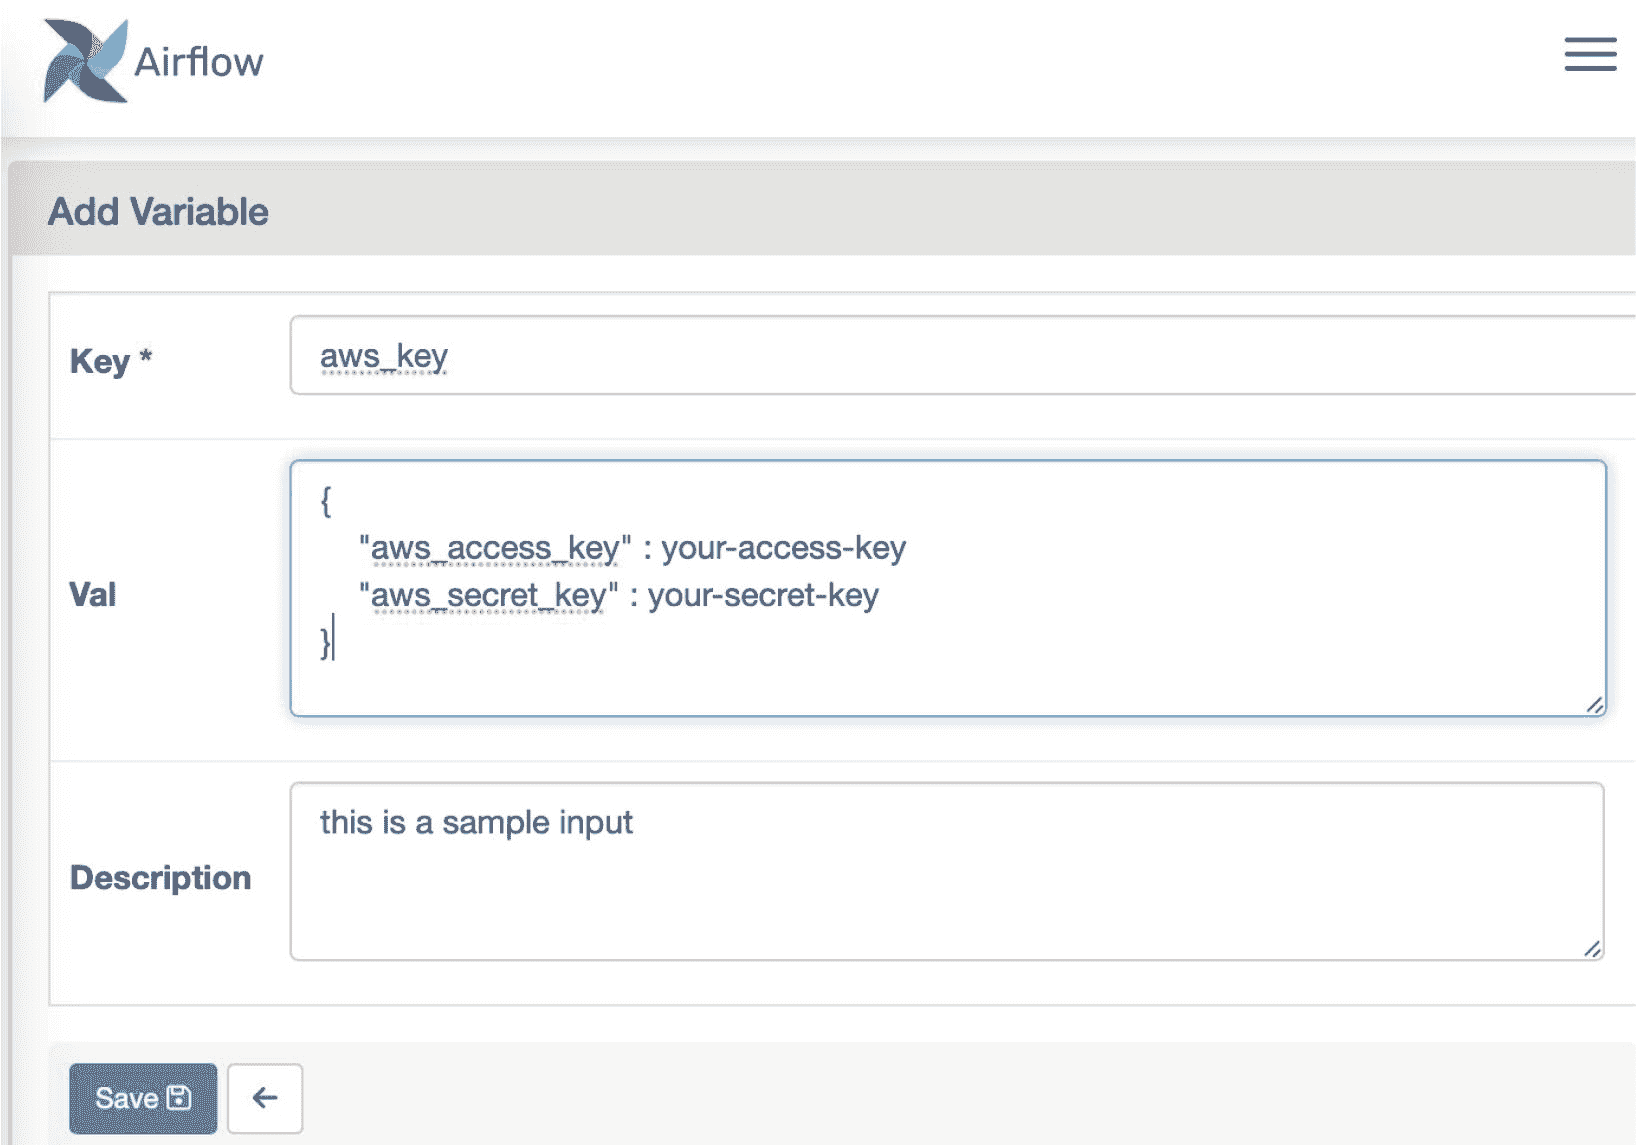 Airflow
Add Variable
Key *
aws_key
Val
{
"aws_access_key" : your-access-key
"aws_secret_key" : your-secret-key
}
Description
this is a sample input
Save